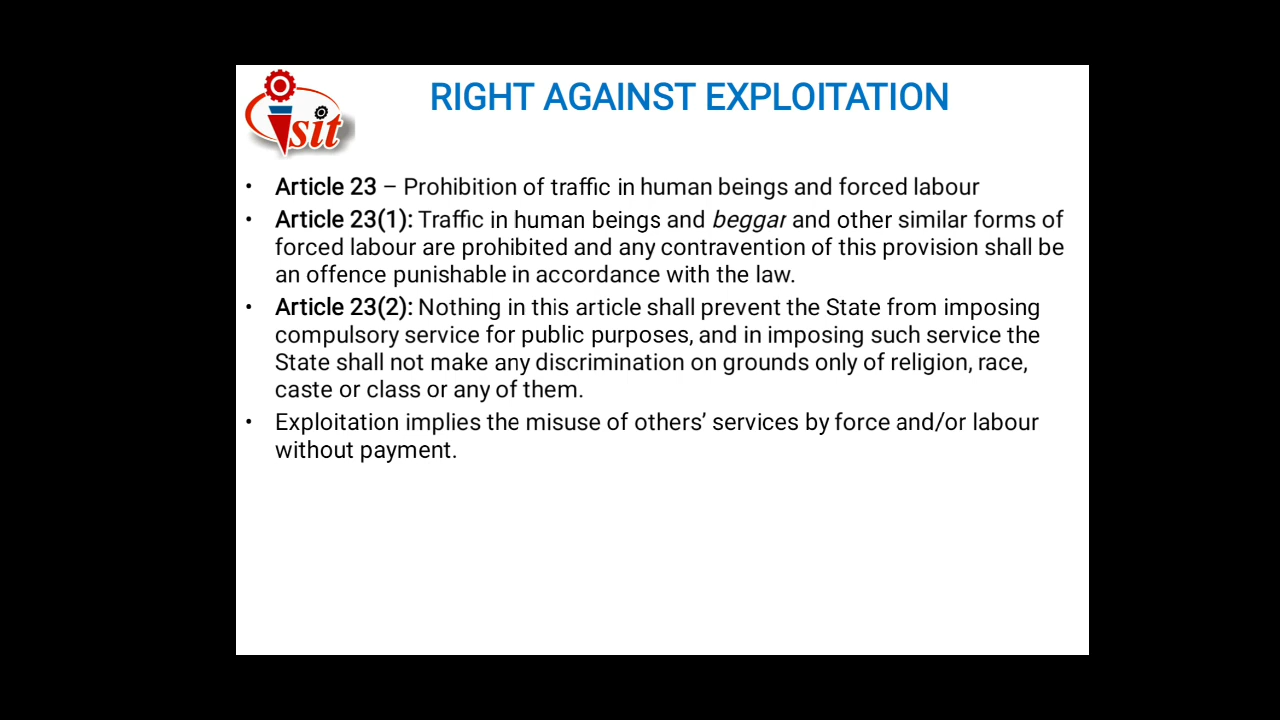 isit
RIGHT AGAINST EXPLOITATION
• Article 23 – Prohibition of traffic in human beings and forced labour
• Article 23(1): Traffic in human beings and beggar and other similar forms of
forced labour are prohibited and any contravention of this provision shall be
an offence punishable in accordance with the law.
• Article 23(2): Nothing in this article shall prevent the State from imposing
compulsory service for public purposes, and in imposing such service the
State shall not make any discrimination on grounds only of religion, race,
caste or class or any of them.
• Exploitation implies the misuse of others’ services by force and/or labour
without payment.